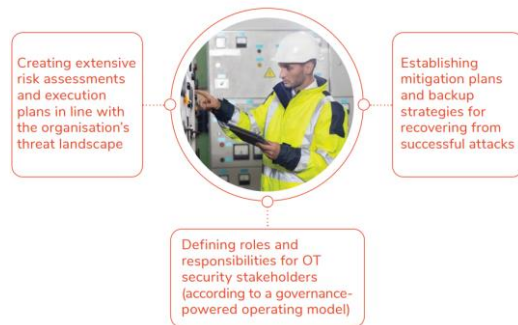 Creating extensive
risk assessments
and execution
plans in line with
the organisation's
threat landscape
Establishing
mitigation plans
and backup
strategies for
recovering from
successful attacks
Defining roles and
responsibilities for OT
security stakeholders
(according to a governance-
powered operating model)